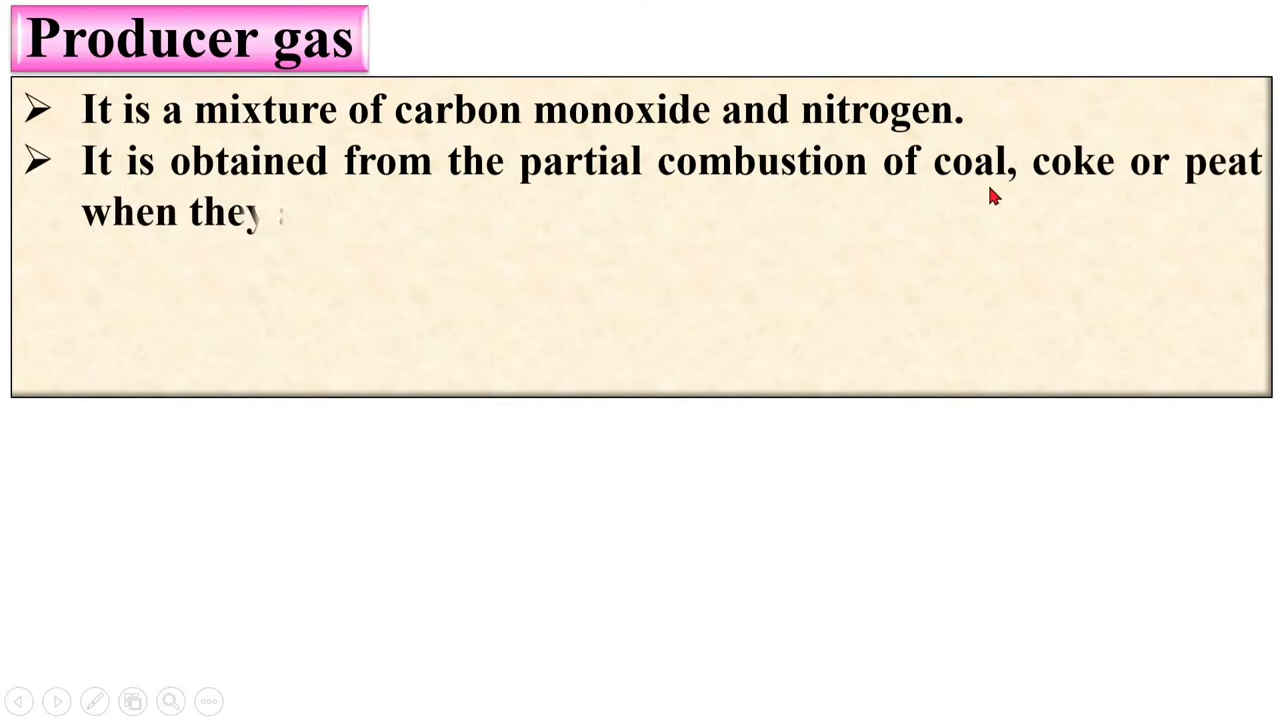 Producer gas
➢ It is a mixture of carbon monoxide and nitrogen.
➢ It is obtained from the partial combustion of coal, coke or peat
when they